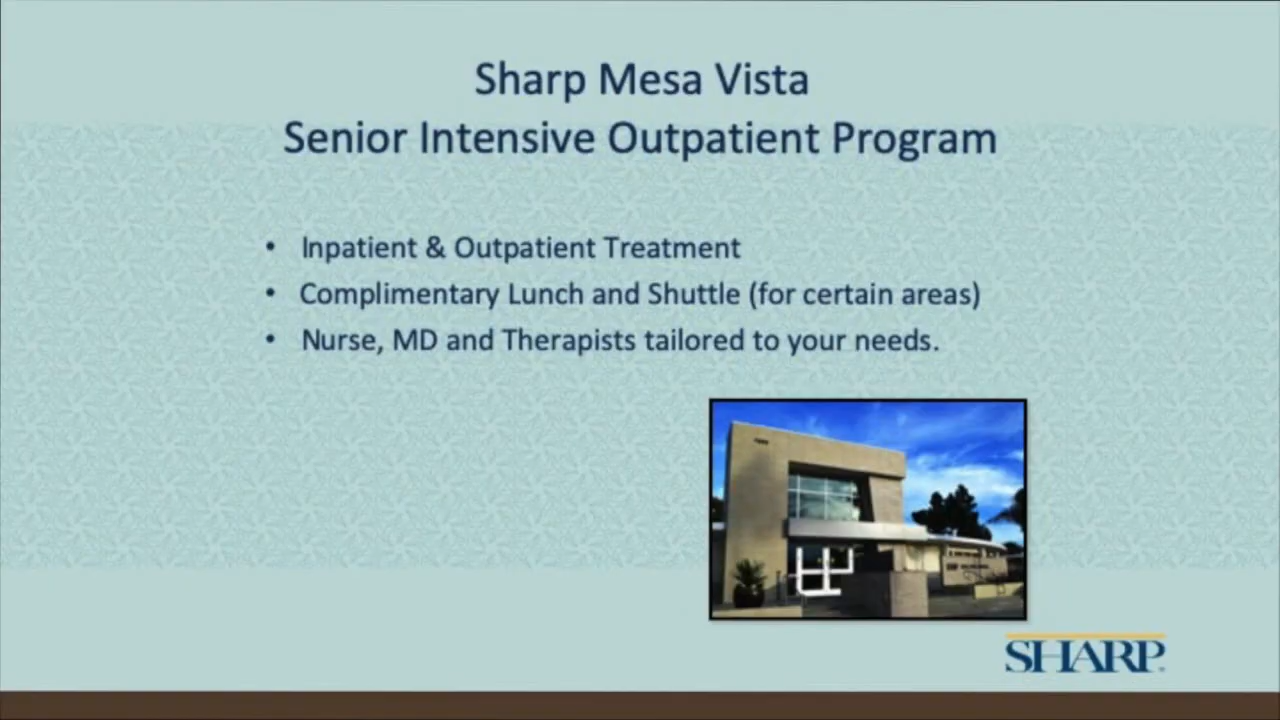 Sharp Mesa Vista
Senior Intensive Outpatient Program
• Inpatient & Outpatient Treatment
• Complimentary Lunch and Shuttle (for certain areas)
• Nurse, MD and Therapists tailored to your needs.
SHARP